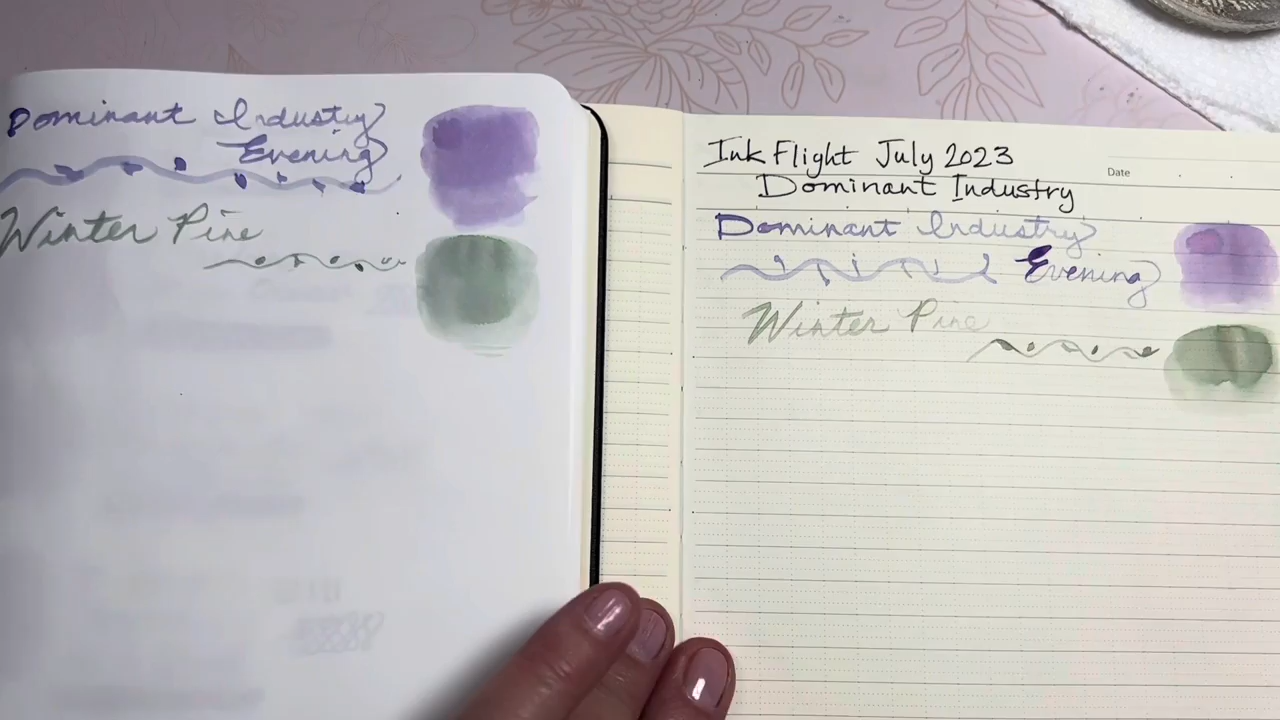 Dominant Industry
Evening
Winter Pine
Ink Flight July 2023
Date
Dominant Industry
Dominant Industry
Evening
Winter Pine